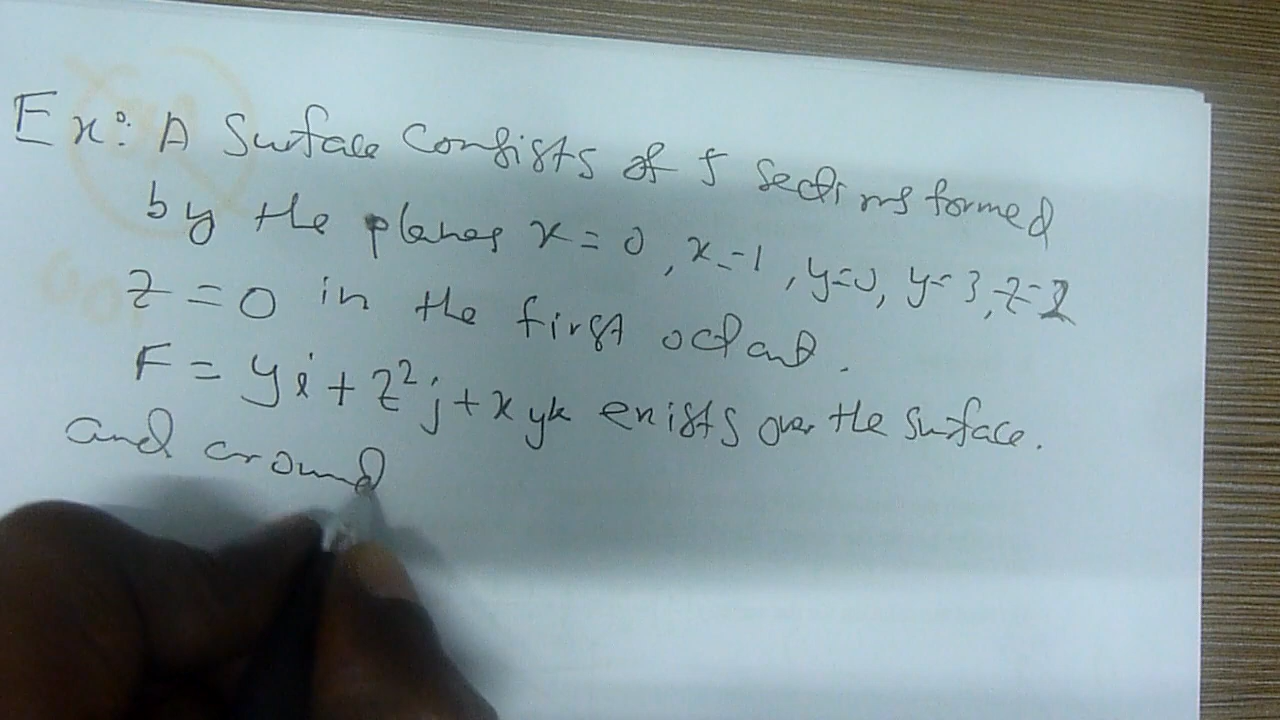 Ex: A Surface Consists of 5 Sections formed
by the planes x=0, x=1, y=0, y=3, z=2
z=0 in the first octant.
F = yi + z²j + xyk exists over the surface.
and around